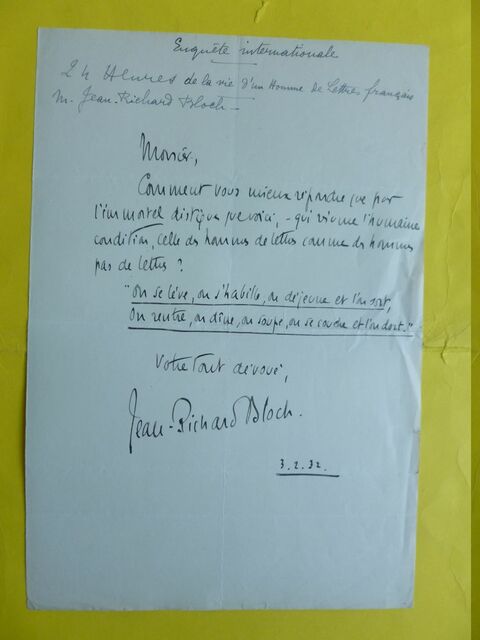 Enquête internationale
24 Heures de la vie d'un Homme de Lettres français
M. Jean-Richard Bloch
Monsieur,
Comment vous mieux répondre que par
l'immortel distique que voici, - qui résume l'humaine
condition, celle des hommes de lettres comme des hommes
pas de lettres ?
"On se lève, on s'habille, on déjeune et l'on sort,
On rentre, on dîne, on soupe, on se couche et l'on dort."
Votre tout dévoué,
Jean-Richard Bloch.
3.2.32.